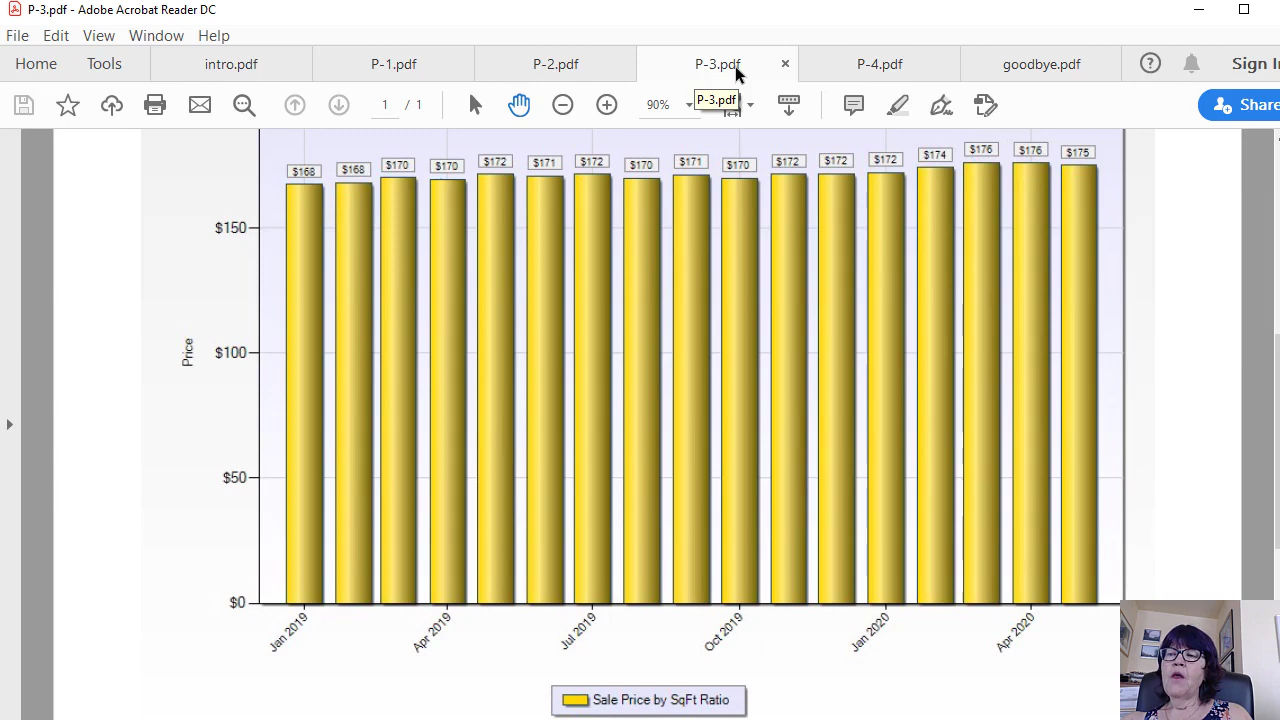 P-3.pdf - Adobe Acrobat Reader DC
File Edit View Window Help
Home Tools intro.pdf P-1.pdf P-2.pdf P-3.pdf × P-4.pdf goodbye.pdf ? Sign I
1 / 1 90% Share
P-3.pdf
$168 $168 $170 $170 $172 $171 $172 $170 $171 $170 $172 $172 $172 $174 $176 $176 $175
$150
Price
$100
$50
$0
Jan 2019 Apr 2019 Jul 2019 Oct 2019 Jan 2020 Apr 2020
Sale Price by SqFt Ratio